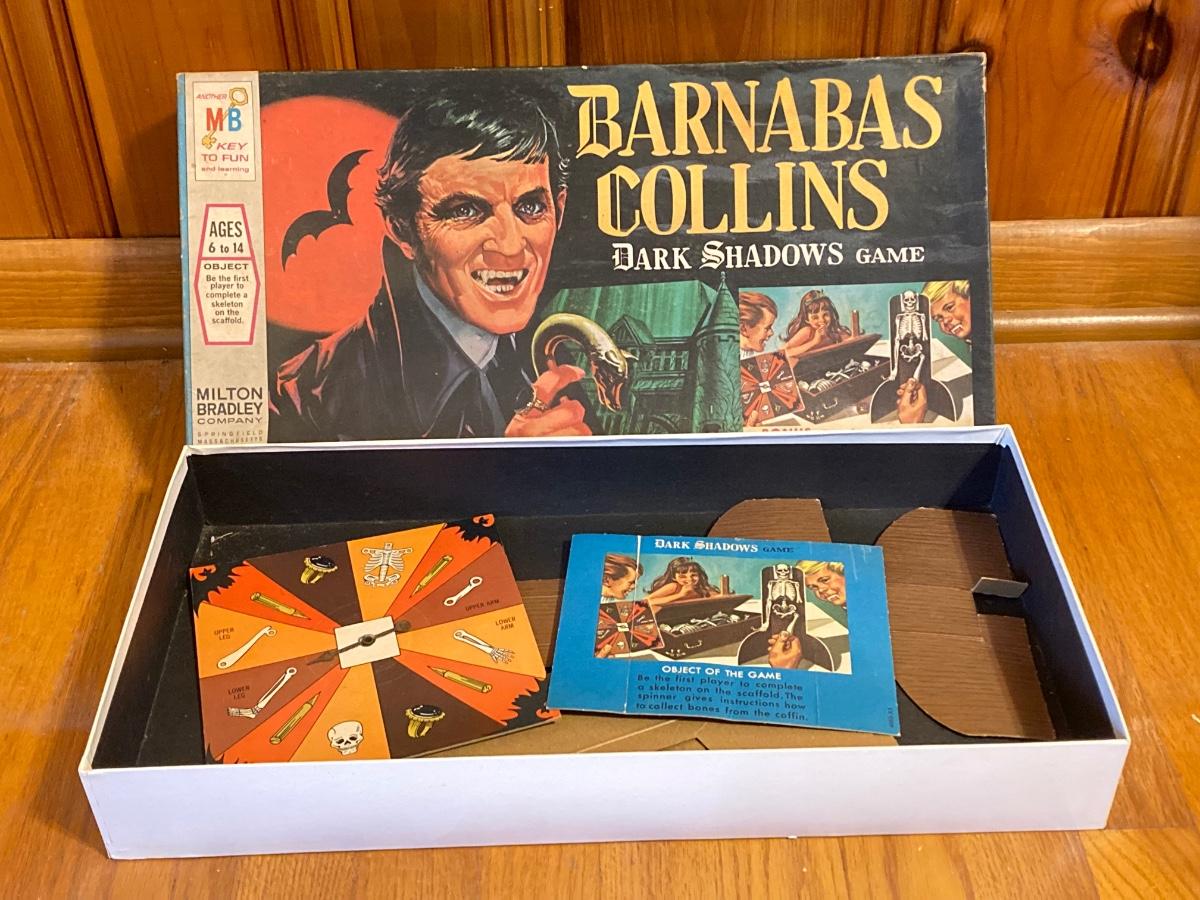 ANOTHER
MB
KEY
TO FUN
and learning
AGES
6 to 14
OBJECT
Be the first
player to
complete a
skeleton
on the
scaffold.
MILTON
BRADLEY
COMPANY
SPRINGFIELD
MASSACHUSETTS
BARNABAS
COLLINS
DARK SHADOWS GAME
UPPER ARM
LOWER
ARM
UPPER
LEG
LOWER
LEG
DARK SHADOWS GAME
OBJECT OF THE GAME
Be the first player to complete
a skeleton on the scaffold. The
spinner gives instructions how
to collect bones from the coffin.